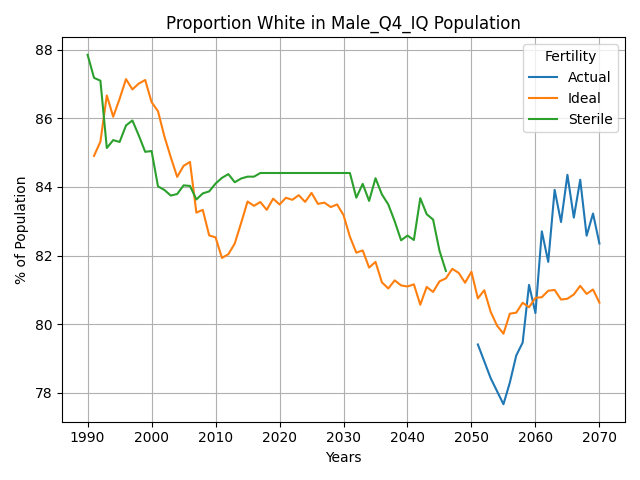 Proportion White in Male_Q4_IQ Population
Fertility
Actual
Ideal
Sterile
% of Population
88
86
84
82
80
78
1990 2000 2010 2020 2030 2040 2050 2060 2070
Years